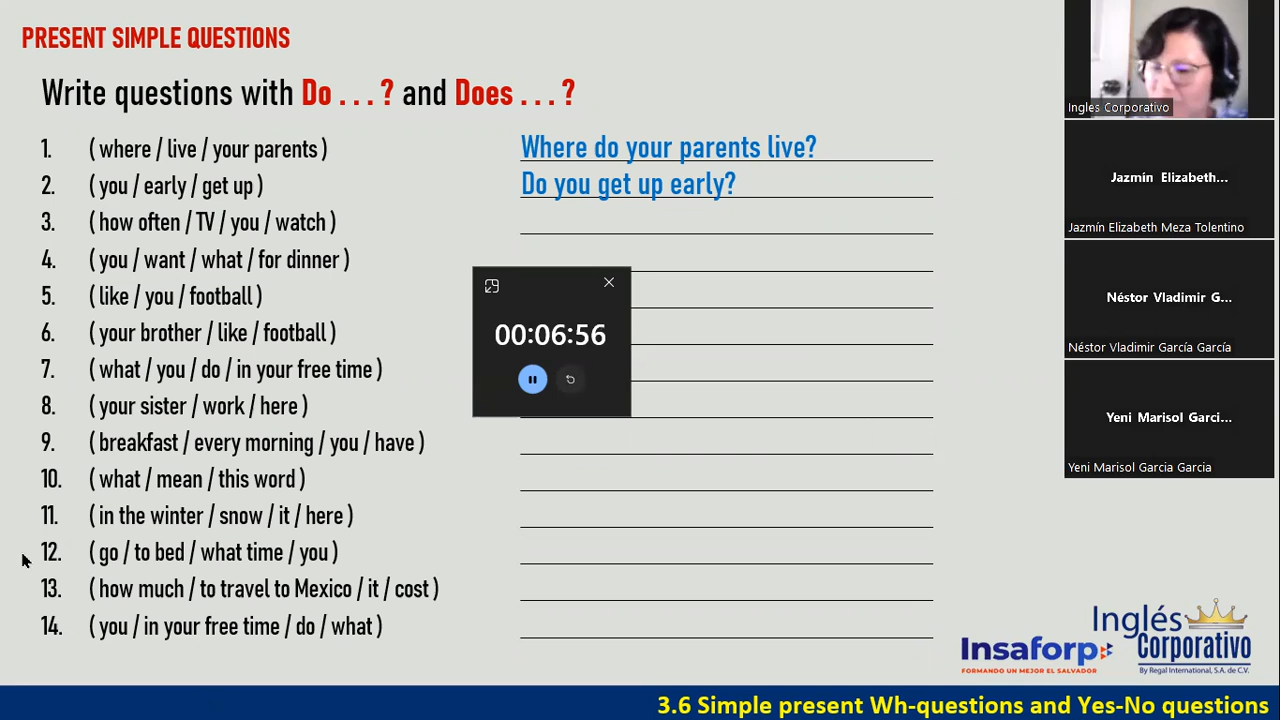 PRESENT SIMPLE QUESTIONS
Write questions with Do . . . ? and Does . . . ?
1. ( where / live / your parents ) Where do your parents live?
2. ( you / early / get up ) Do you get up early?
3. ( how often / TV / you / watch )
4. ( you / want / what / for dinner )
5. ( like / you / football )
6. ( your brother / like / football )
7. ( what / you / do / in your free time )
8. ( your sister / work / here )
9. ( breakfast / every morning / you / have )
10. ( what / mean / this word )
11. ( in the winter / snow / it / here )
12. ( go / to bed / what time / you )
13. ( how much / to travel to Mexico / it / cost )
14. ( you / in your free time / do / what )
00:06:56
Ingles Corporativo
Jazmín Elizabeth...
Jazmín Elizabeth Meza Tolentino
Néstor Vladimir G...
Néstor Vladimir García García
Yeni Marisol Garci...
Yeni Marisol Garcia Garcia
Insaforp
FORMANDO UN MEJOR EL SALVADOR
Inglés
Corporativo
By Regal International, S.A. de C.V.
3.6 Simple present Wh-questions and Yes-No questions